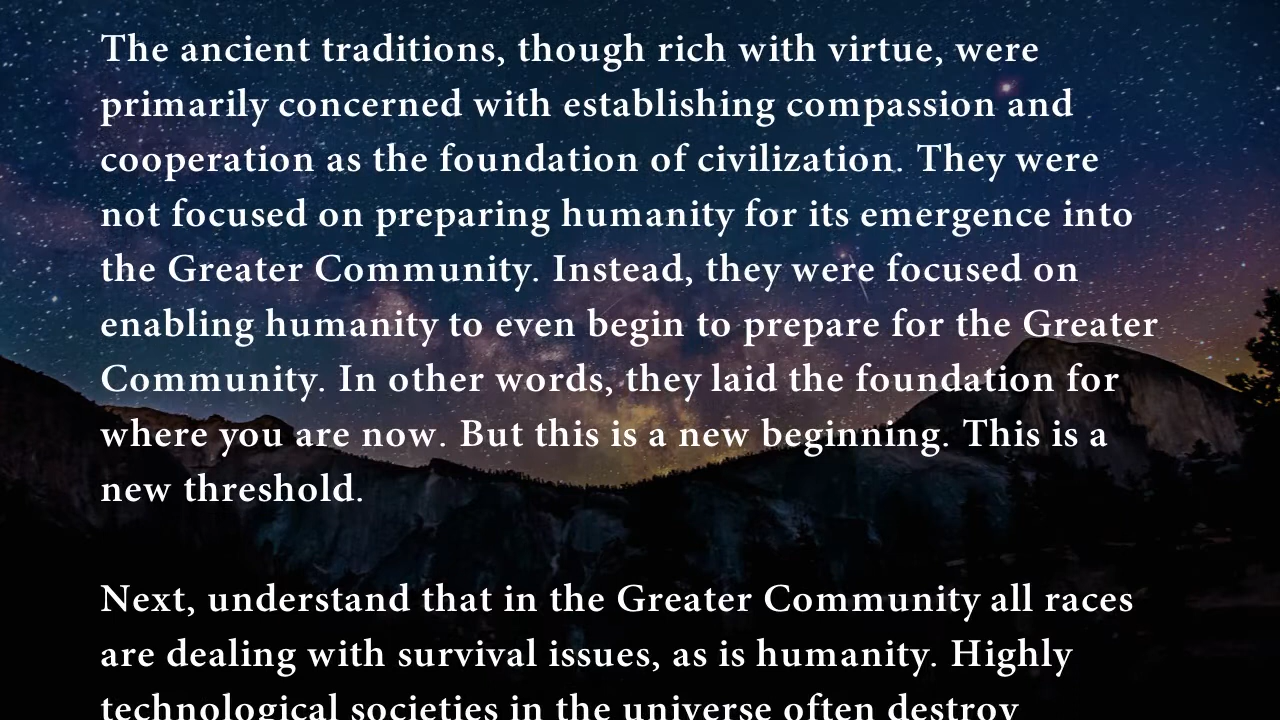 The ancient traditions, though rich with virtue, were
primarily concerned with establishing compassion and
cooperation as the foundation of civilization. They were
not focused on preparing humanity for its emergence into
the Greater Community. Instead, they were focused on
enabling humanity to even begin to prepare for the Greater
Community. In other words, they laid the foundation for
where you are now. But this is a new beginning. This is a
new threshold.
Next, understand that in the Greater Community all races
are dealing with survival issues, as is humanity. Highly
technological societies in the universe often destroy